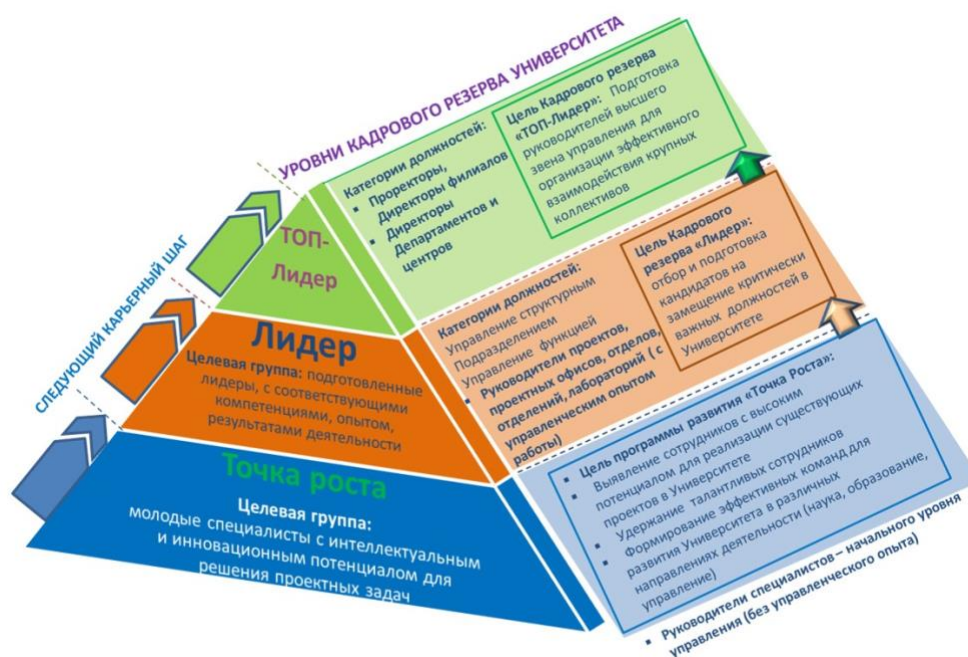 УРОВНИ КАДРОВОГО РЕЗЕРВА УНИВЕРСИТЕТА
СЛЕДУЮЩИЙ КАРЬЕРНЫЙ ШАГ
ТОП-
Лидер
Категории должностей:
▪ Проректоры,
Директоры филиалов
▪ Директоры
Департаментов и
центров
Цель Кадрового резерва
«ТОП-Лидер»: Подготовка
руководителей высшего
звена управления для
организации эффективного
взаимодействия крупных
коллективов
Лидер
Целевая группа: подготовленные
лидеры, с соответствующими
компетенциями, опытом,
результатами деятельности
Категории должностей:
Управление структурным
Подразделением
Управление функцией
▪ Руководители проектов,
проектных офисов, отделов,
отделений, лабораторий ( с
управленческим опытом
работы)
Цель Кадрового
резерва «Лидер»:
отбор и подготовка
кандидатов на
замещение критически
важных должностей в
Университете
Точка роста
Целевая группа:
молодые специалисты с интеллектуальным
и инновационным потенциалом для
решения проектных задач
Цель программы развития «Точка Роста»:
▪ Выявление сотрудников с высоким
потенциалом для реализации существующих
проектов в Университете
▪ Удержание талантливых сотрудников
▪ Формирование эффективных команд для
развития Университета в различных
направлениях деятельности (наука, образование,
управление)
▪ Руководители специалистов – начального уровня
управления (без управленческого опыта)